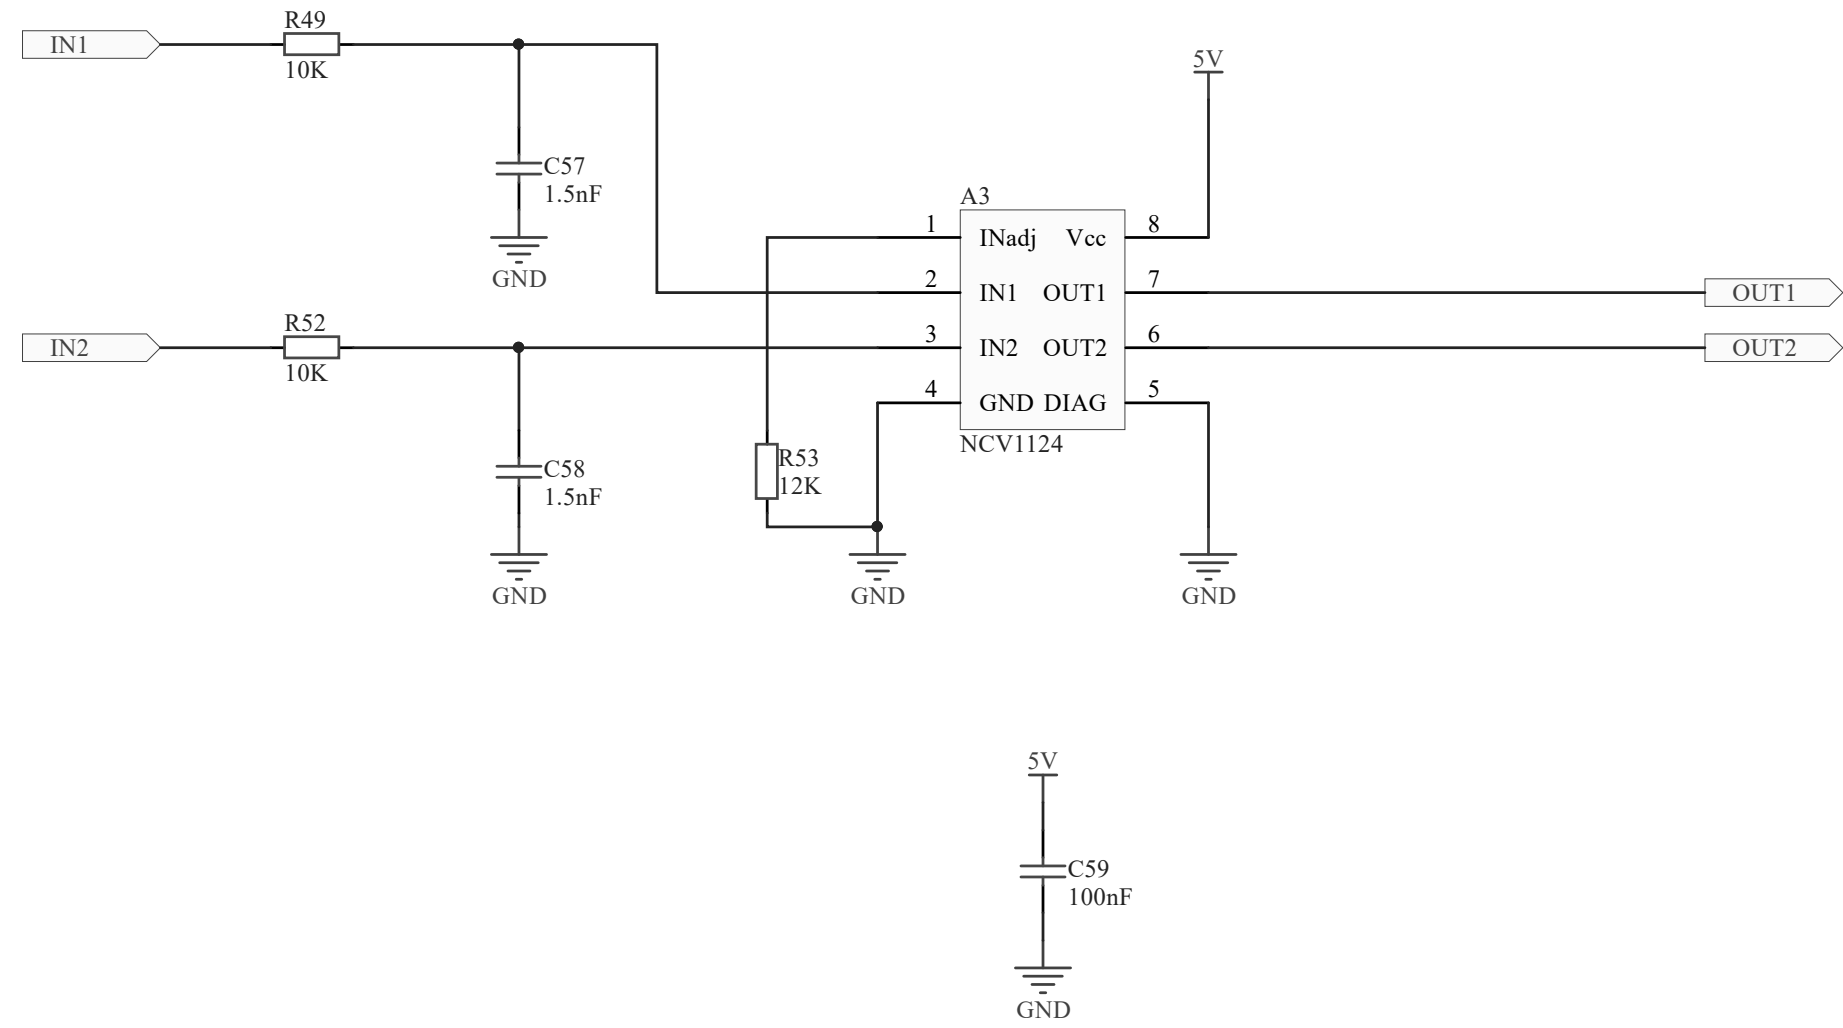 R49
IN1
10K
5V
C57
1.5nF
GND
A3
1 INadj Vcc 8
2 IN1 OUT1 7 OUT1
R52
IN2
10K
3 IN2 OUT2 6 OUT2
4 GND DIAG 5
NCV1124
C58
1.5nF
R53
12K
GND
GND
GND
5V
C59
100nF
GND